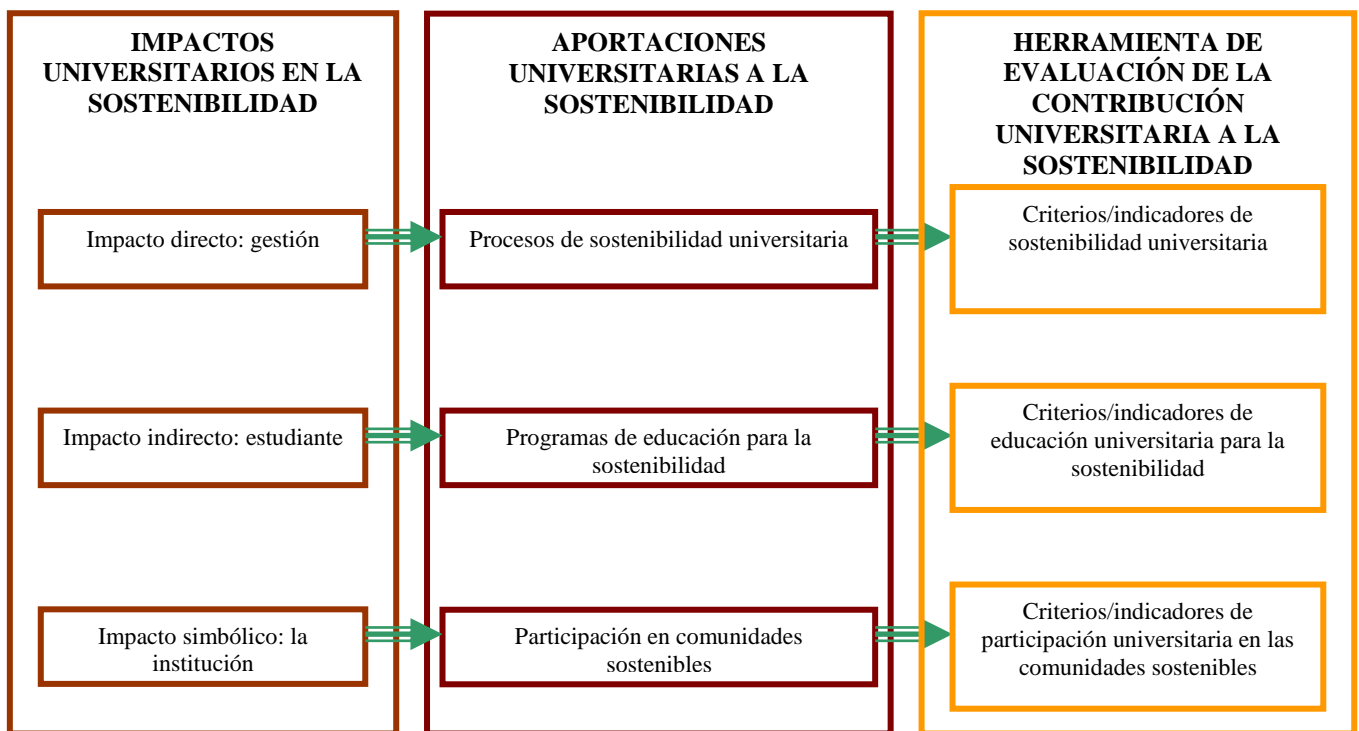 IMPACTOS
UNIVERSITARIOS EN LA
SOSTENIBILIDAD
Impacto directo: gestión
Impacto indirecto: estudiante
Impacto simbólico: la
institución
APORTACIONES
UNIVERSITARIAS A LA
SOSTENIBILIDAD
Procesos de sostenibilidad universitaria
Programas de educación para la
sostenibilidad
Participación en comunidades
sostenibles
HERRAMIENTA DE
EVALUACIÓN DE LA
CONTRIBUCIÓN
UNIVERSITARIA A LA
SOSTENIBILIDAD
Criterios/indicadores de
sostenibilidad universitaria
Criterios/indicadores de
educación universitaria para la
sostenibilidad
Criterios/indicadores de
participación universitaria en las
comunidades sostenibles